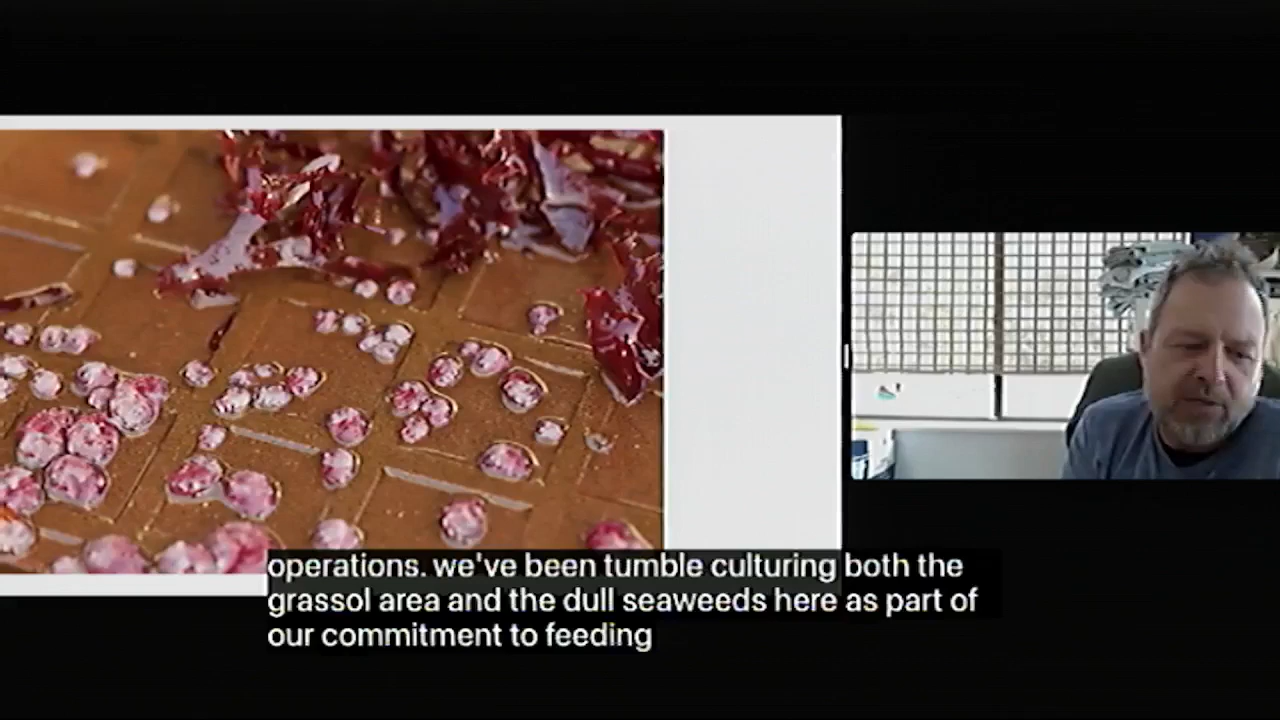 operations. we've been tumble culturing both the
grassol area and the dull seaweeds here as part of
our commitment to feeding